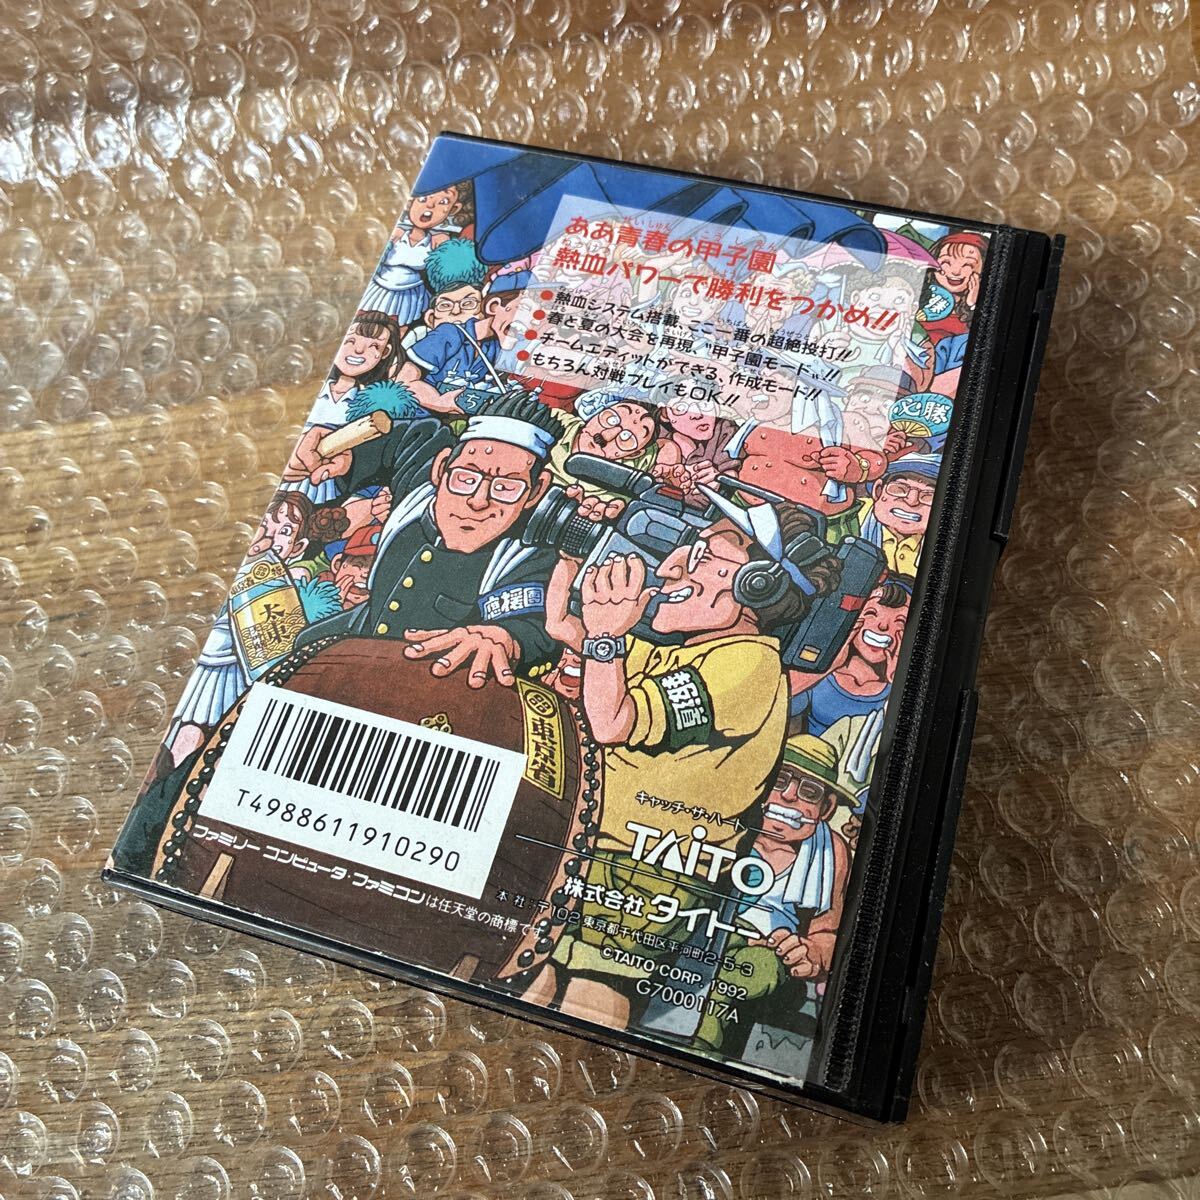 ああ青春の甲子園
熱血パワーで勝利をつかめ!!
●熱血システム搭載、ここ一番の超絶投打!!
●春と夏の大会を再現、"甲子園モード"!!
●チームエディットができる、作成モード!!
●もちろん対戦プレイもOK!!
必勝
應援團
報道
東京省
T4988611910290
ファミリーコンピュータ・ファミコンは任天堂の商標です
キャッチ・ザ・ハート
TAITO
株式会社タイトー
本社:〒102 東京都千代田区平河町2-5-3
©TAITO CORP. 1992
G7000117A